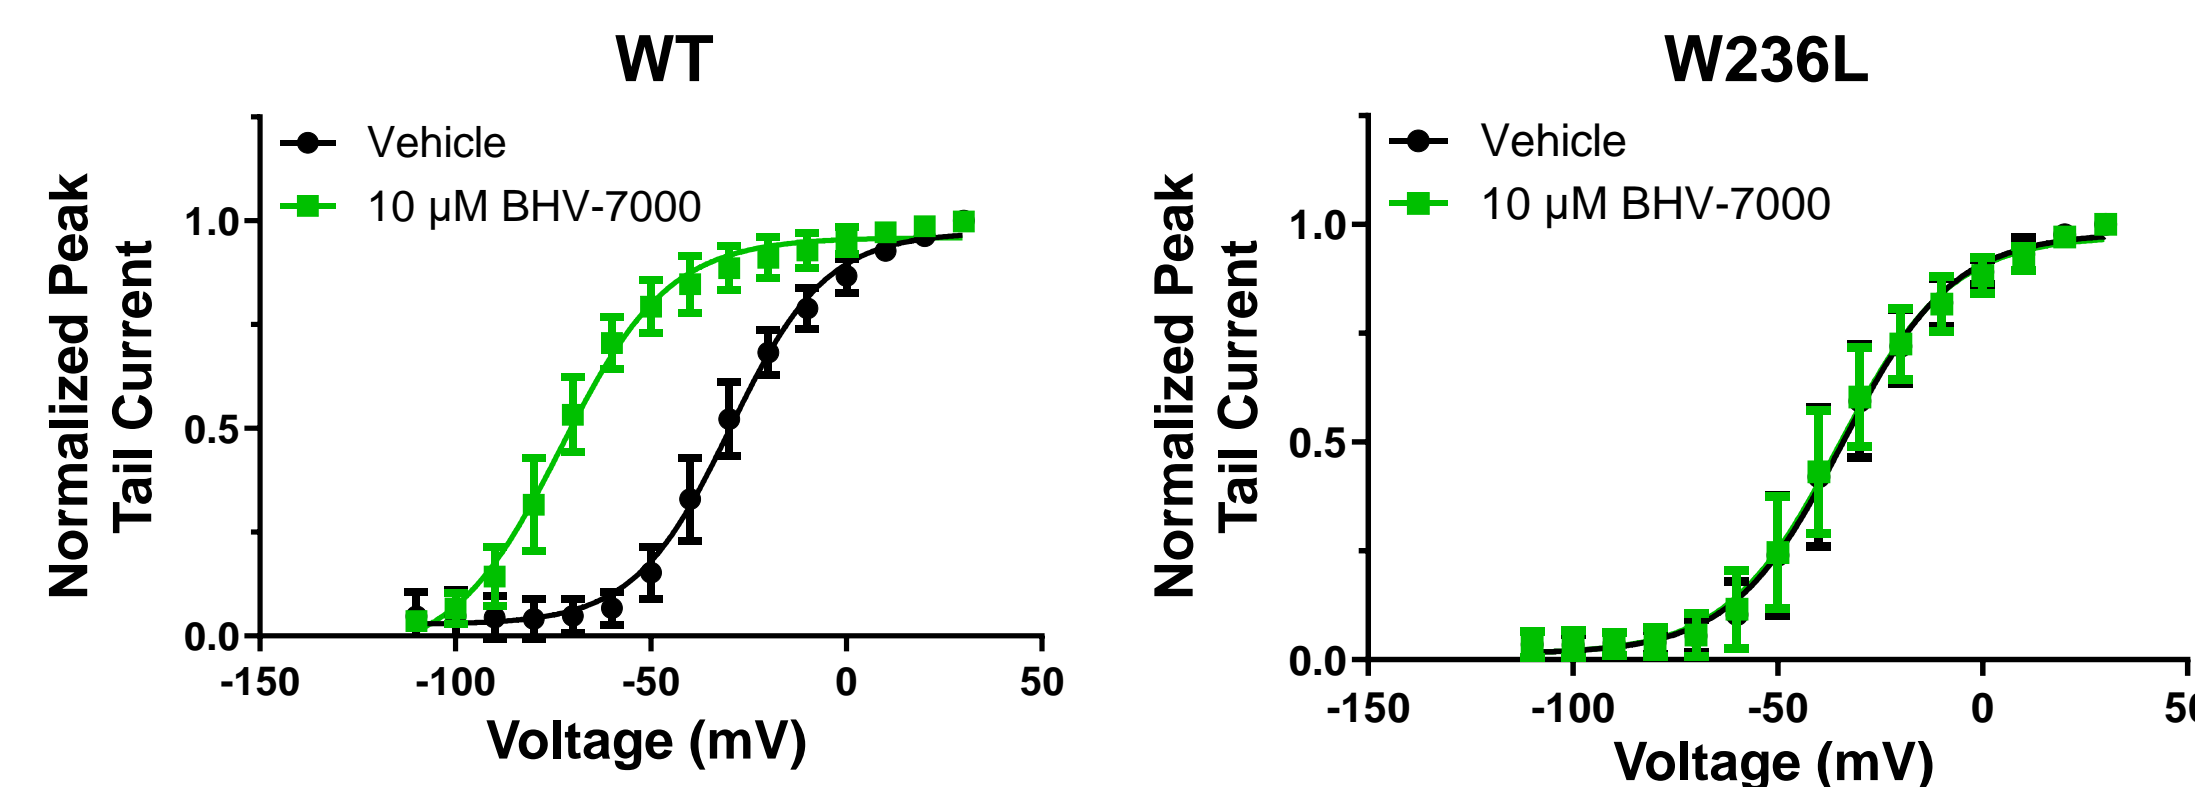 WT
Vehicle
10 µM BHV-7000
Normalized Peak
Tail Current
1.0
0.5
0.0
-150 -100 -50 0 50
Voltage (mV)
W236L
Vehicle
10 µM BHV-7000
Normalized Peak
Tail Current
1.0
0.5
0.0
-150 -100 -50 0
Voltage (mV)